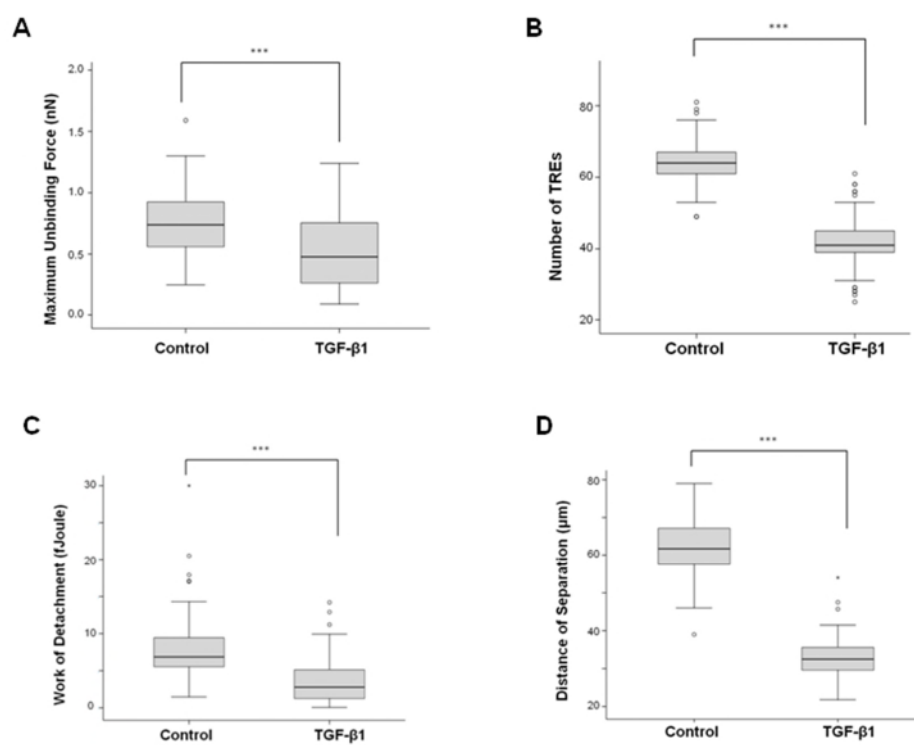 A
***
Maximum Unbinding Force (nN)
2.0
1.5
1.0
0.5
0.0
Control TGF-β1
B
***
Number of TREs
80
60
40
20
Control TGF-β1
C
***
Work of Detachment (fJoule)
30
20
10
0
Control TGF-β1
D
***
Distance of Separation (μm)
80
60
40
20
Control TGF-β1